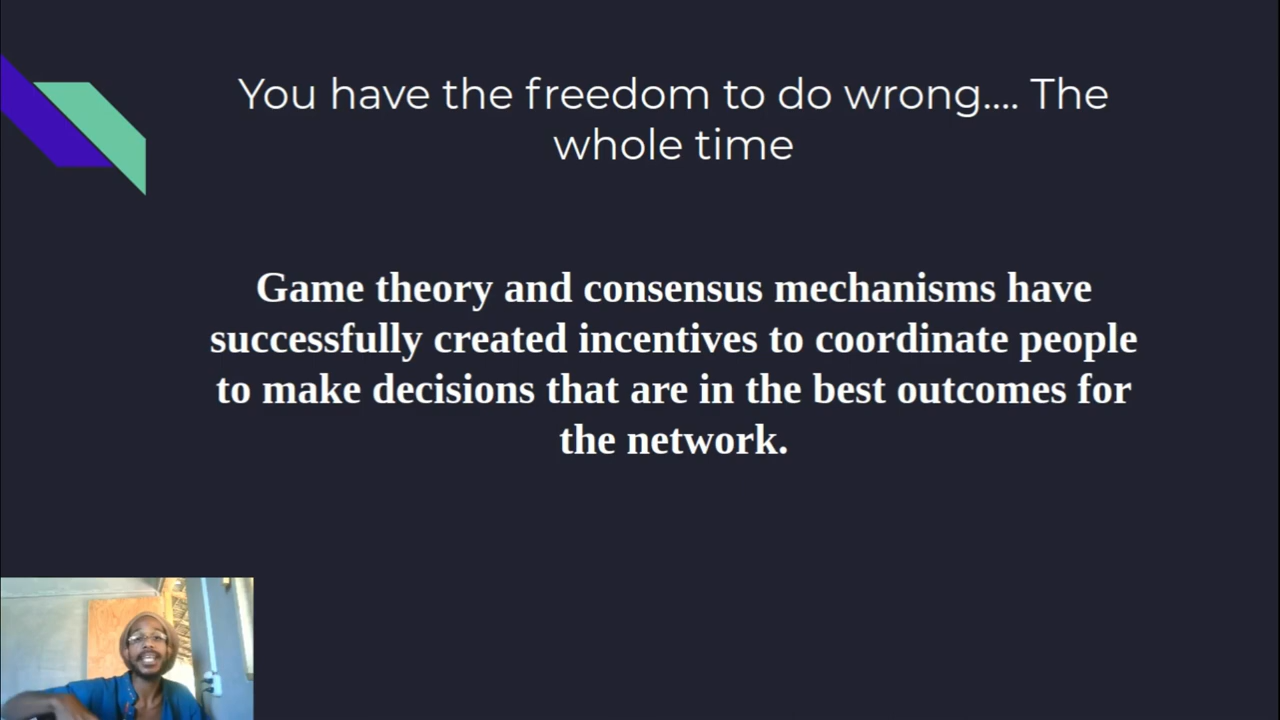 You have the freedom to do wrong.... The
whole time
Game theory and consensus mechanisms have
successfully created incentives to coordinate people
to make decisions that are in the best outcomes for
the network.